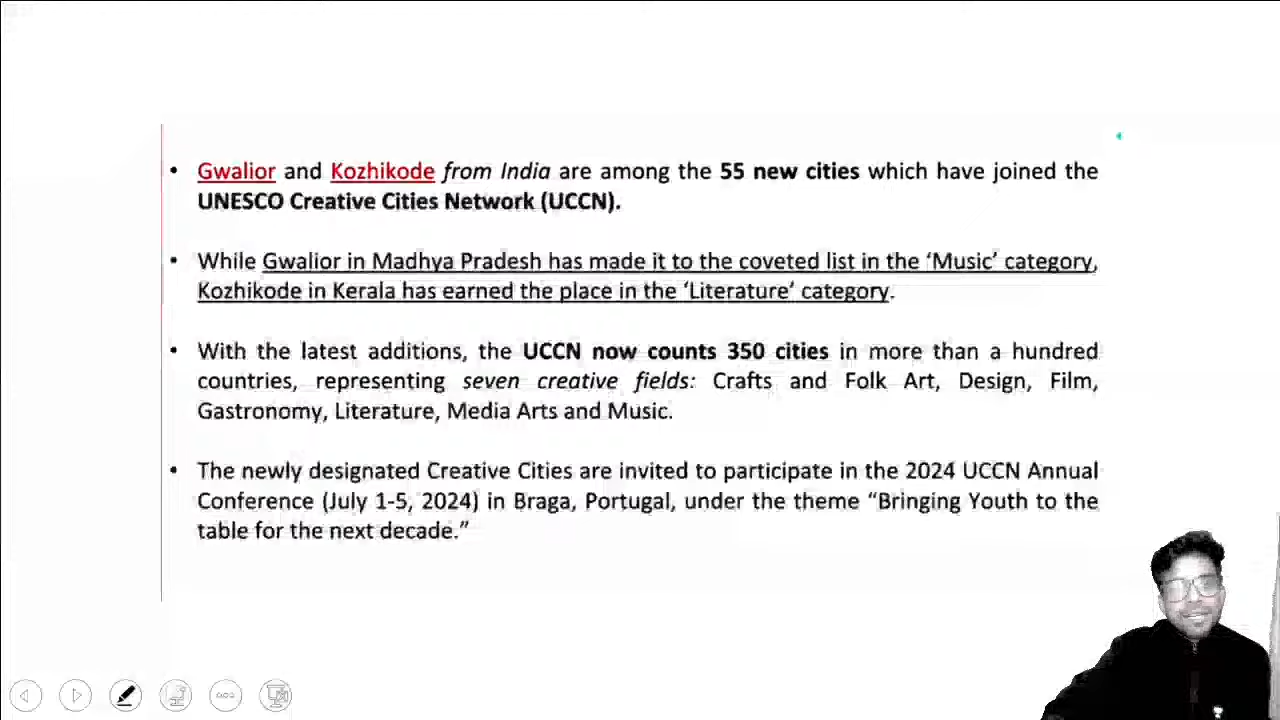 • Gwalior and Kozhikode from India are among the 55 new cities which have joined the
UNESCO Creative Cities Network (UCCN).
• While Gwalior in Madhya Pradesh has made it to the coveted list in the ‘Music’ category,
Kozhikode in Kerala has earned the place in the ‘Literature’ category.
• With the latest additions, the UCCN now counts 350 cities in more than a hundred
countries, representing seven creative fields: Crafts and Folk Art, Design, Film,
Gastronomy, Literature, Media Arts and Music.
• The newly designated Creative Cities are invited to participate in the 2024 UCCN Annual
Conference (July 1-5, 2024) in Braga, Portugal, under the theme “Bringing Youth to the
table for the next decade.”